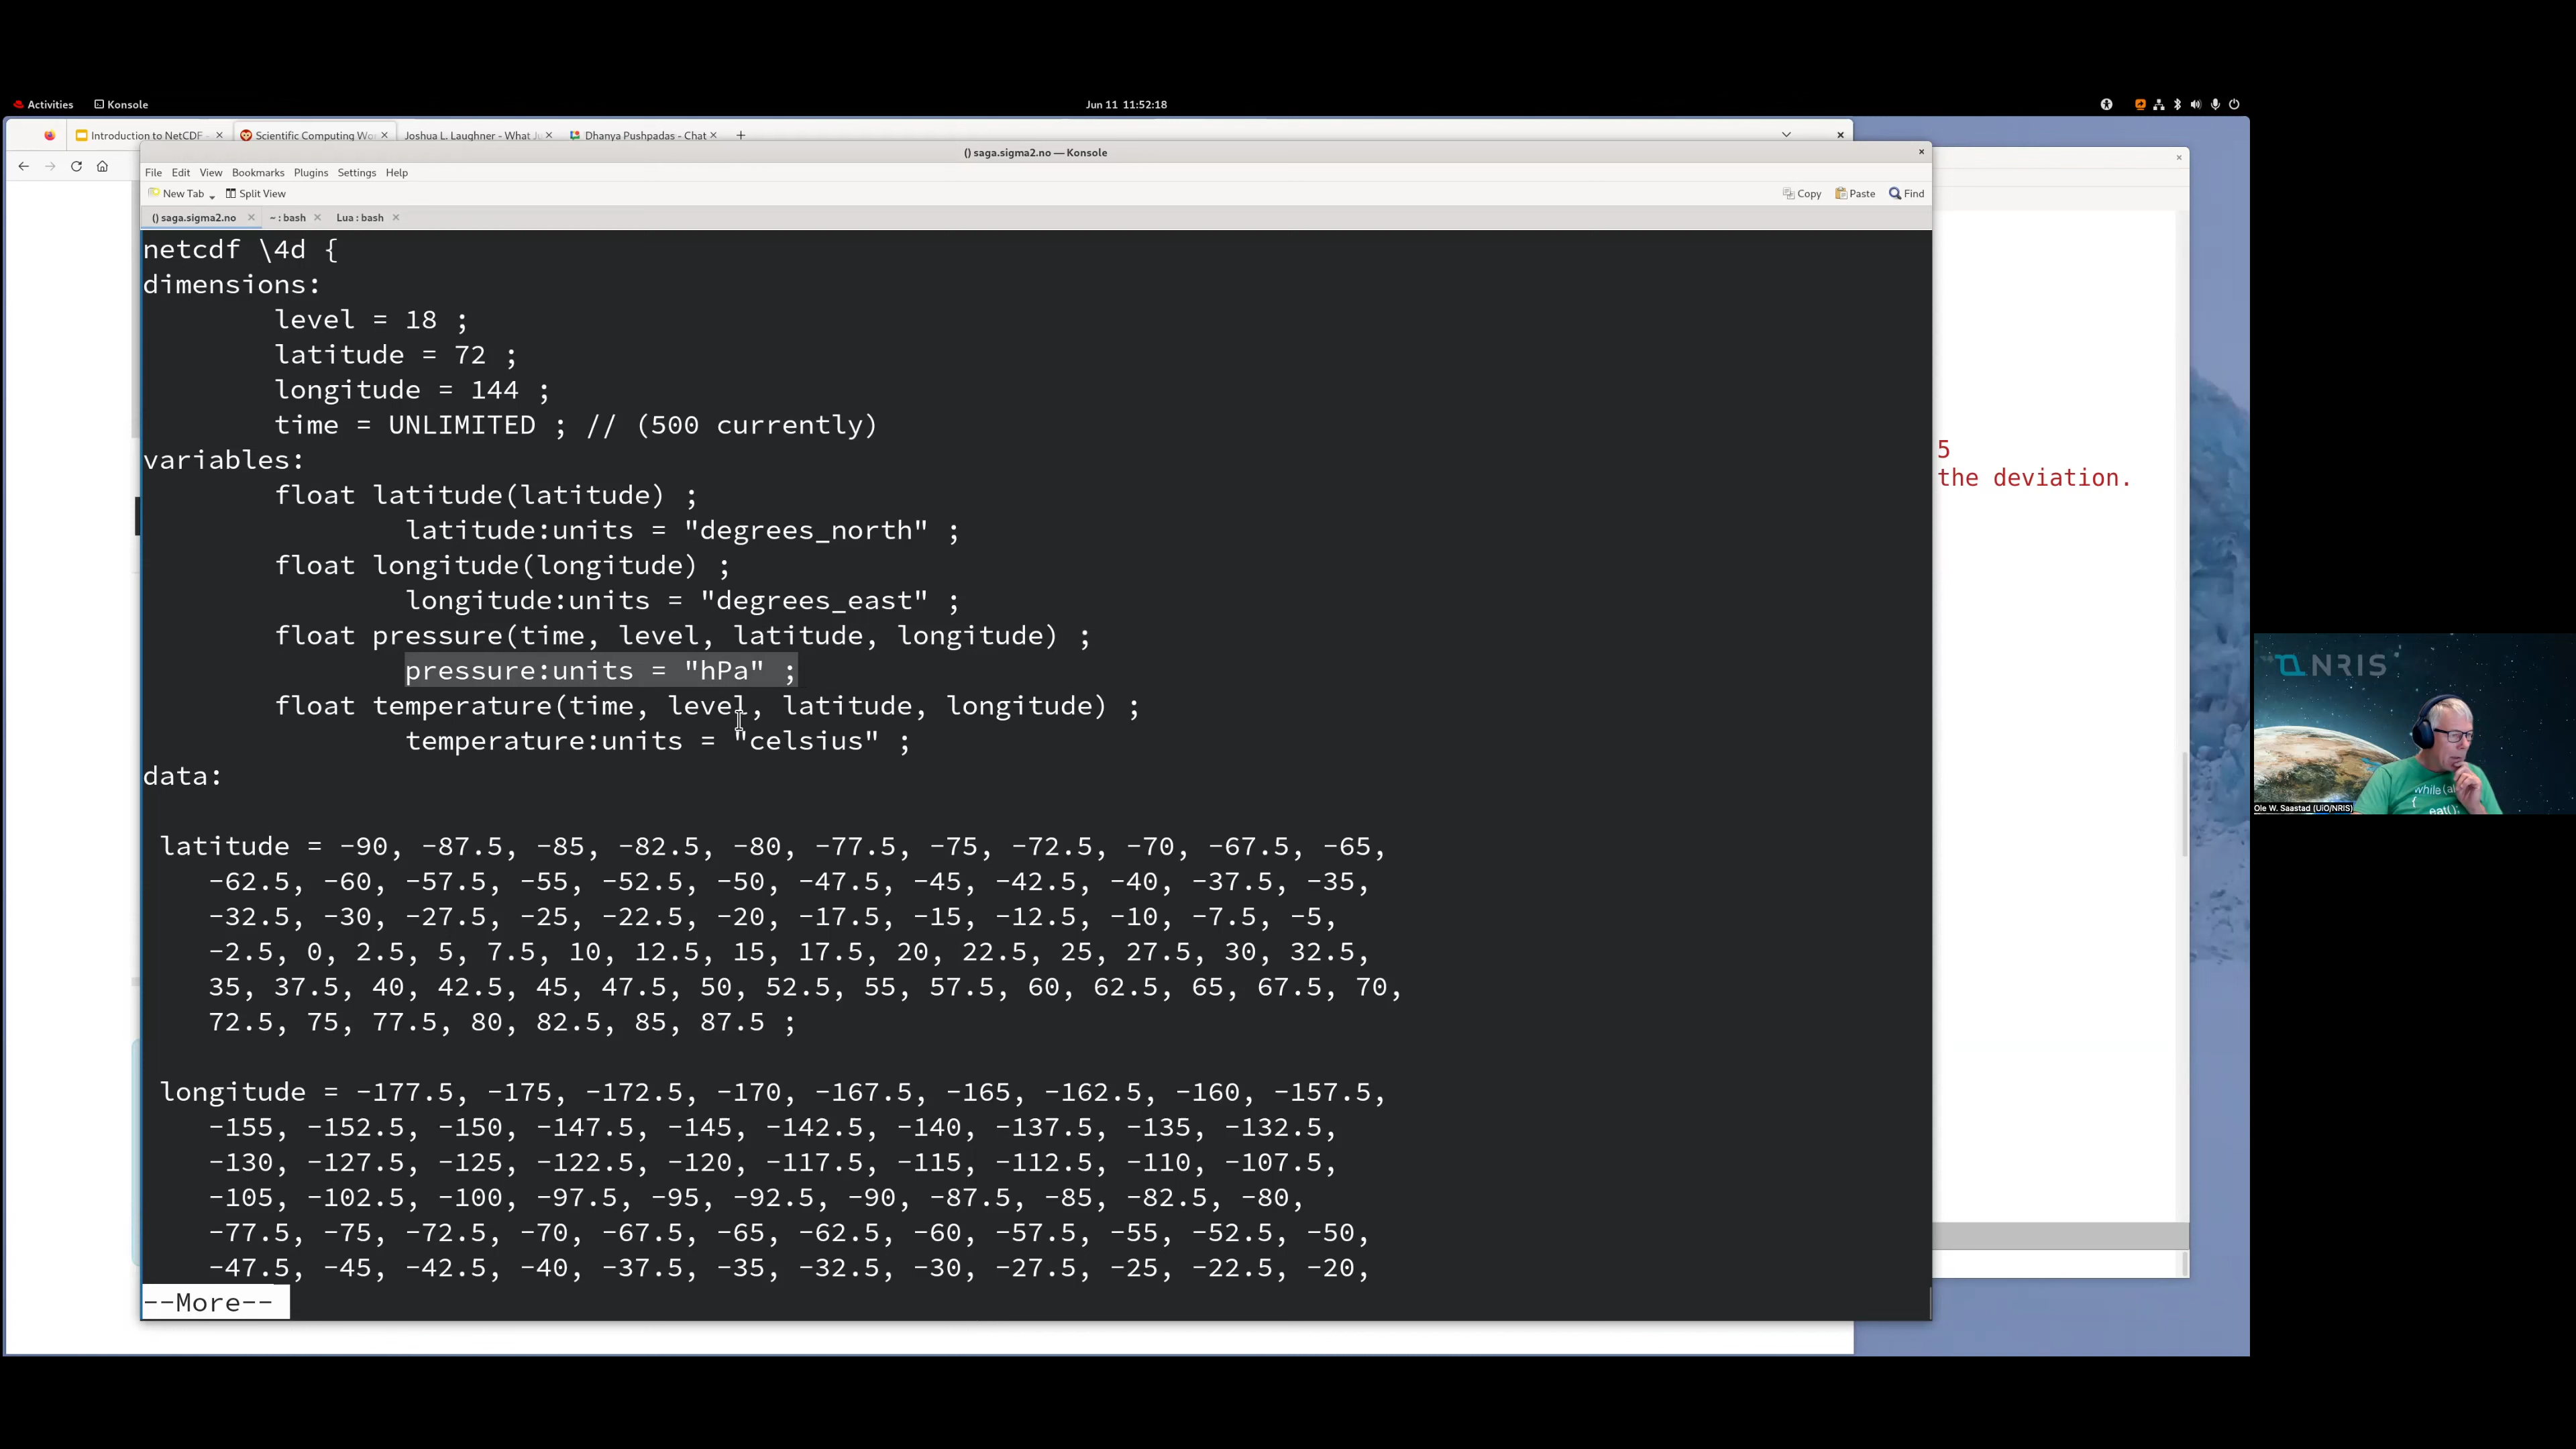 Activities Konsole Jun 11 11:52:18
Introduction to NetCDF - Scientific Computing Wo Joshua L. Laughner - What Ju Dhanya Pushpadas - Chat
() saga.sigma2.no — Konsole
File Edit View Bookmarks Plugins Settings Help
New Tab Split View Copy Paste Find
() saga.sigma2.no ~ : bash Lua : bash
netcdf \4d {
dimensions:
level = 18 ;
latitude = 72 ;
longitude = 144 ;
time = UNLIMITED ; // (500 currently)
variables:
float latitude(latitude) ;
latitude:units = "degrees_north" ;
float longitude(longitude) ;
longitude:units = "degrees_east" ;
float pressure(time, level, latitude, longitude) ;
pressure:units = "hPa" ;
float temperature(time, level, latitude, longitude) ;
temperature:units = "celsius" ;
data:
latitude = -90, -87.5, -85, -82.5, -80, -77.5, -75, -72.5, -70, -67.5, -65,
-62.5, -60, -57.5, -55, -52.5, -50, -47.5, -45, -42.5, -40, -37.5, -35,
-32.5, -30, -27.5, -25, -22.5, -20, -17.5, -15, -12.5, -10, -7.5, -5,
-2.5, 0, 2.5, 5, 7.5, 10, 12.5, 15, 17.5, 20, 22.5, 25, 27.5, 30, 32.5,
35, 37.5, 40, 42.5, 45, 47.5, 50, 52.5, 55, 57.5, 60, 62.5, 65, 67.5, 70,
72.5, 75, 77.5, 80, 82.5, 85, 87.5 ;
longitude = -177.5, -175, -172.5, -170, -167.5, -165, -162.5, -160, -157.5,
-155, -152.5, -150, -147.5, -145, -142.5, -140, -137.5, -135, -132.5,
-130, -127.5, -125, -122.5, -120, -117.5, -115, -112.5, -110, -107.5,
-105, -102.5, -100, -97.5, -95, -92.5, -90, -87.5, -85, -82.5, -80,
-77.5, -75, -72.5, -70, -67.5, -65, -62.5, -60, -57.5, -55, -52.5, -50,
-47.5, -45, -42.5, -40, -37.5, -35, -32.5, -30, -27.5, -25, -22.5, -20,
--More--
5
the deviation.
NRIS
while(al
{
eat();
Ole W. Saastad (UiO/NRIS)